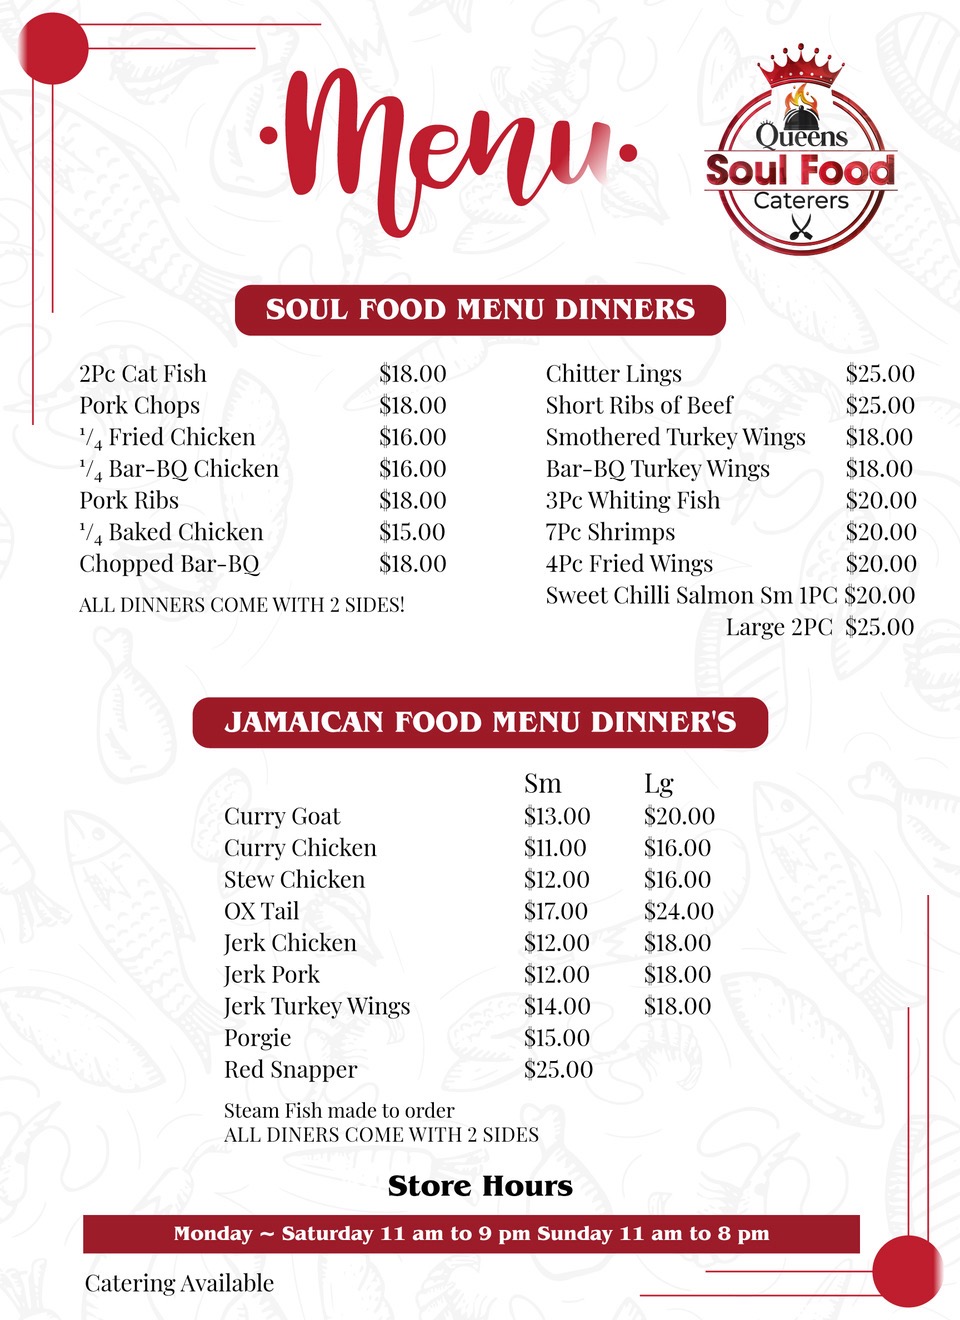 ·Menu·
Queens
Soul Food
Caterers
SOUL FOOD MENU DINNERS
2Pc Cat Fish $18.00
Pork Chops $18.00
1/4 Fried Chicken $16.00
1/4 Bar-BQ Chicken $16.00
Pork Ribs $18.00
1/4 Baked Chicken $15.00
Chopped Bar-BQ $18.00
ALL DINNERS COME WITH 2 SIDES!
Chitter Lings $25.00
Short Ribs of Beef $25.00
Smothered Turkey Wings $18.00
Bar-BQ Turkey Wings $18.00
3Pc Whiting Fish $20.00
7Pc Shrimps $20.00
4Pc Fried Wings $20.00
Sweet Chilli Salmon Sm 1PC $20.00
Large 2PC $25.00
JAMAICAN FOOD MENU DINNER'S
Sm Lg
Curry Goat $13.00 $20.00
Curry Chicken $11.00 $16.00
Stew Chicken $12.00 $16.00
OX Tail $17.00 $24.00
Jerk Chicken $12.00 $18.00
Jerk Pork $12.00 $18.00
Jerk Turkey Wings $14.00 $18.00
Porgie $15.00
Red Snapper $25.00
Steam Fish made to order
ALL DINERS COME WITH 2 SIDES
Store Hours
Monday ~ Saturday 11 am to 9 pm Sunday 11 am to 8 pm
Catering Available